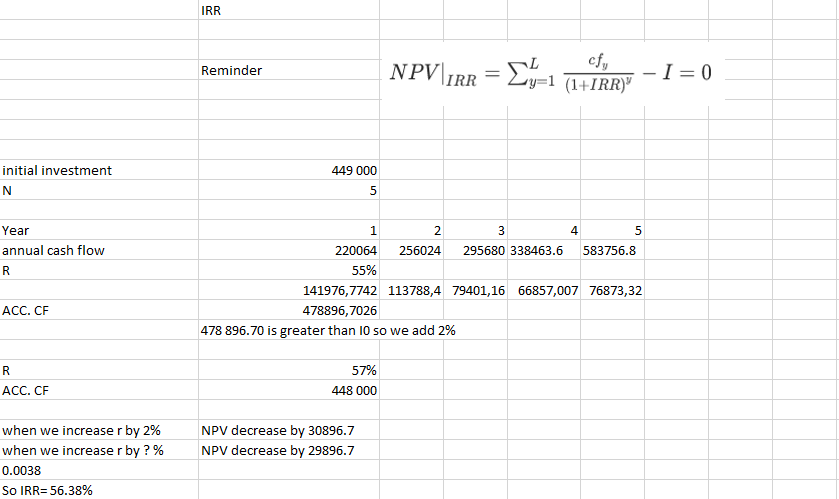 IRR
Reminder NPV|IRR = ∑ᴸy=1 cfy/(1+IRR)ʸ − I = 0
initial investment 449 000
N 5
Year 1 2 3 4 5
annual cash flow 220064 256024 295680 338463.6 583756.8
R 55%
141976,7742 113788,4 79401,16 66857,007 76873,32
ACC. CF 478896,7026
478 896.70 is greater than I0 so we add 2%
R 57%
ACC. CF 448 000
when we increase r by 2% NPV decrease by 30896.7
when we increase r by ? % NPV decrease by 29896.7
0.0038
So IRR= 56.38%